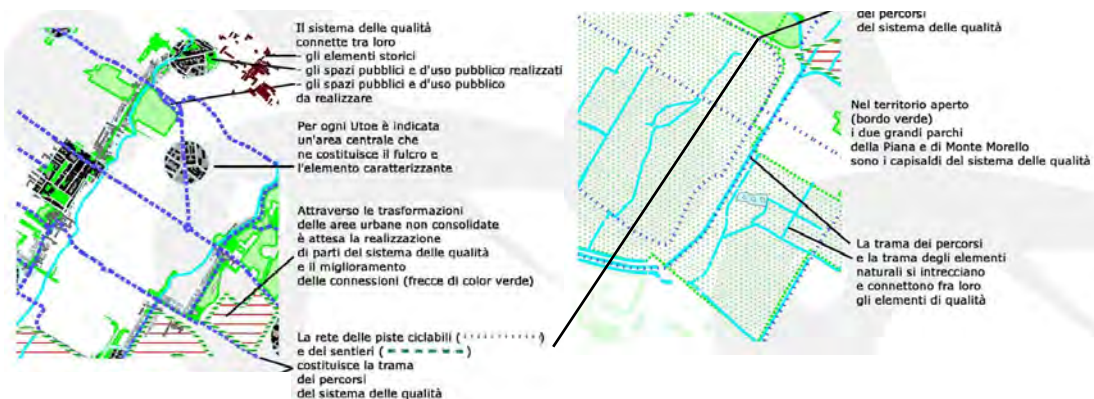 Il sistema delle qualità
connette tra loro
- gli elementi storici
- gli spazi pubblici e d'uso pubblico realizzati
- gli spazi pubblici e d'uso pubblico
da realizzare
Per ogni Utoe è indicata
un'area centrale che
ne costituisce il fulcro e
l'elemento caratterizzante
Attraverso le trasformazioni
delle aree urbane non consolidate
è attesa la realizzazione
di parti del sistema delle qualità
e il miglioramento
delle connessioni (frecce di color verde)
La rete delle piste ciclabili ( )
e dei sentieri ( )
costituisce la trama
dei percorsi
del sistema delle qualità
dei percorsi
del sistema delle qualità
Nel territorio aperto
(bordo verde)
i due grandi parchi
della Piana e di Monte Morello
sono i capisaldi del sistema delle qualità
La trama dei percorsi
e la trama degli elementi
naturali si intrecciano
e connettono fra loro
gli elementi di qualità